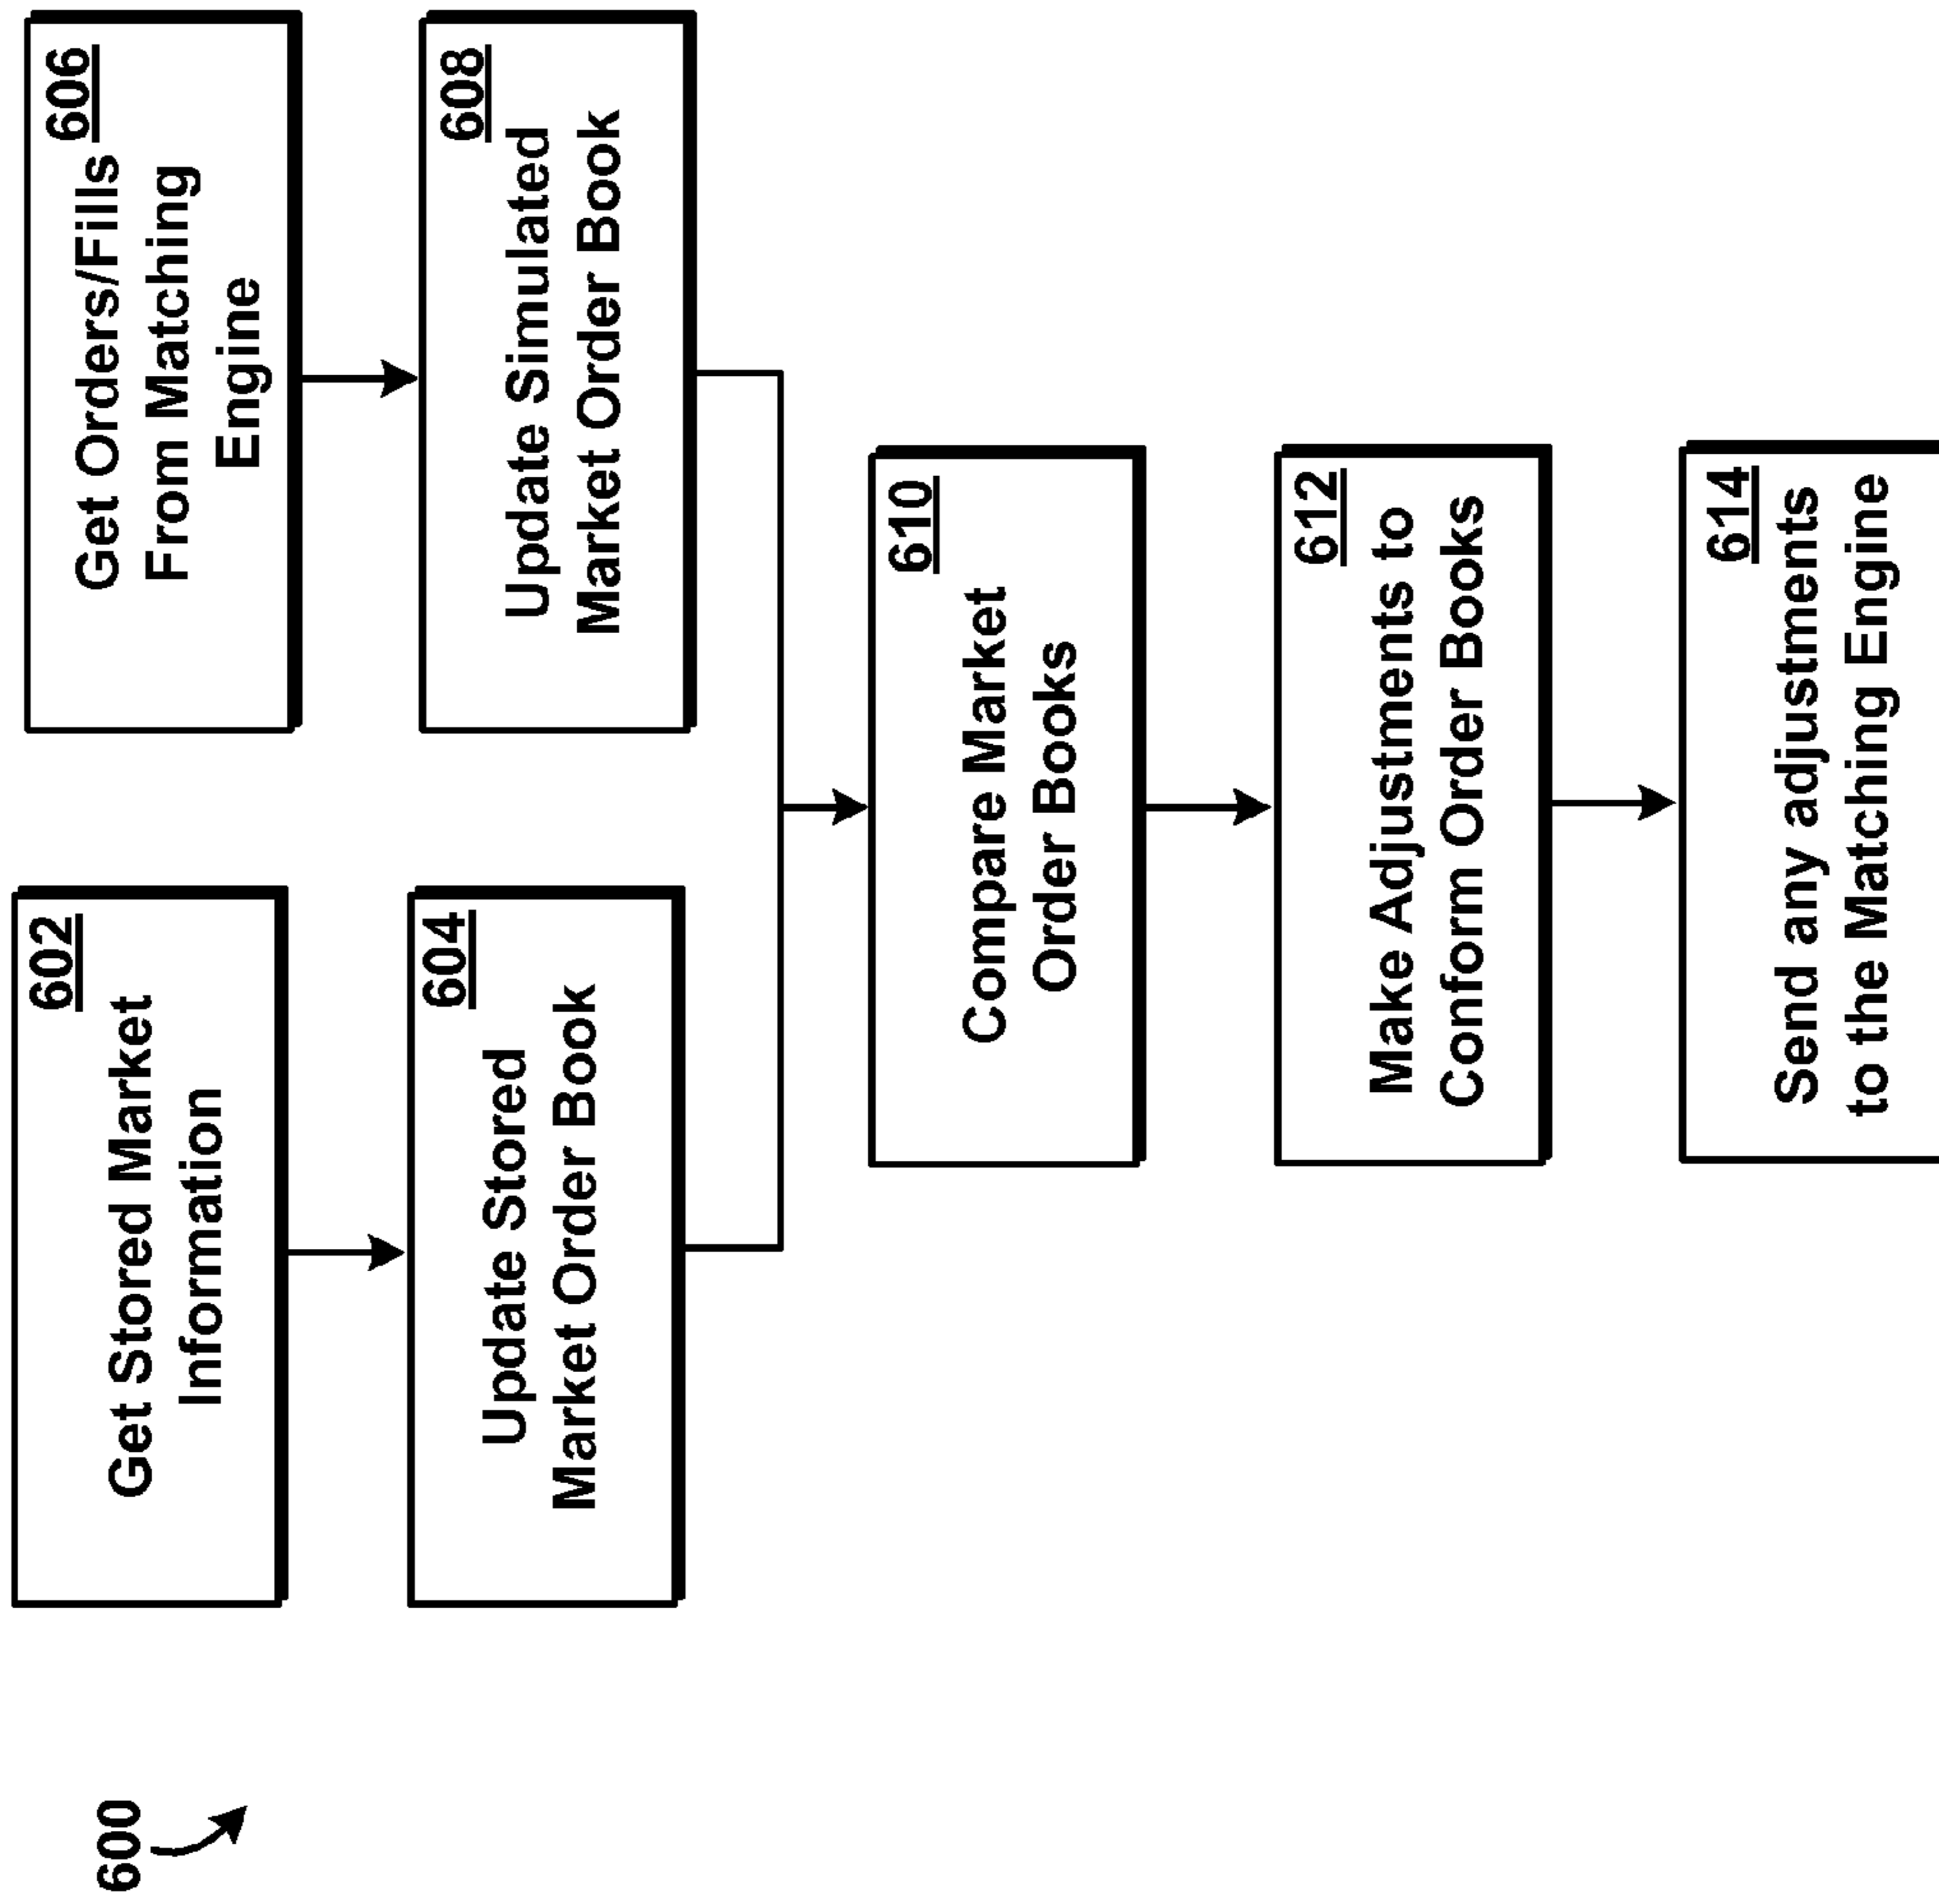 600
602
Get Stored Market
Information
606
Get Orders/Fills
From Matching
Engine
604
Update Stored
Market Order Book
608
Update Simulated
Market Order Book
610
Compare Market
Order Books
612
Make Adjustments to
Conform Order Books
614
Send any adjustments
to the Matching Engine